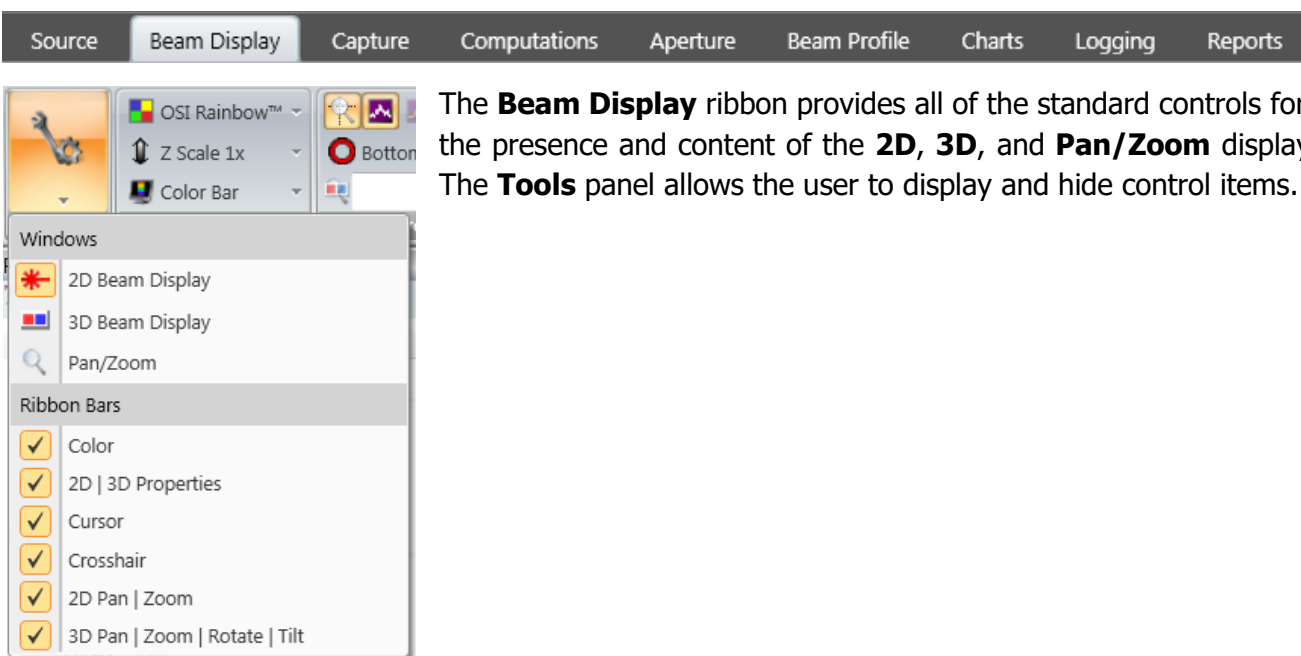 Source Beam Display Capture Computations Aperture Beam Profile Charts Logging Reports
OSI Rainbow™
Z Scale 1x
Color Bar
The Beam Display ribbon provides all of the standard controls for
the presence and content of the 2D, 3D, and Pan/Zoom display
The Tools panel allows the user to display and hide control items.
Windows
2D Beam Display
3D Beam Display
Pan/Zoom
Ribbon Bars
Color
2D | 3D Properties
Cursor
Crosshair
2D Pan | Zoom
3D Pan | Zoom | Rotate | Tilt